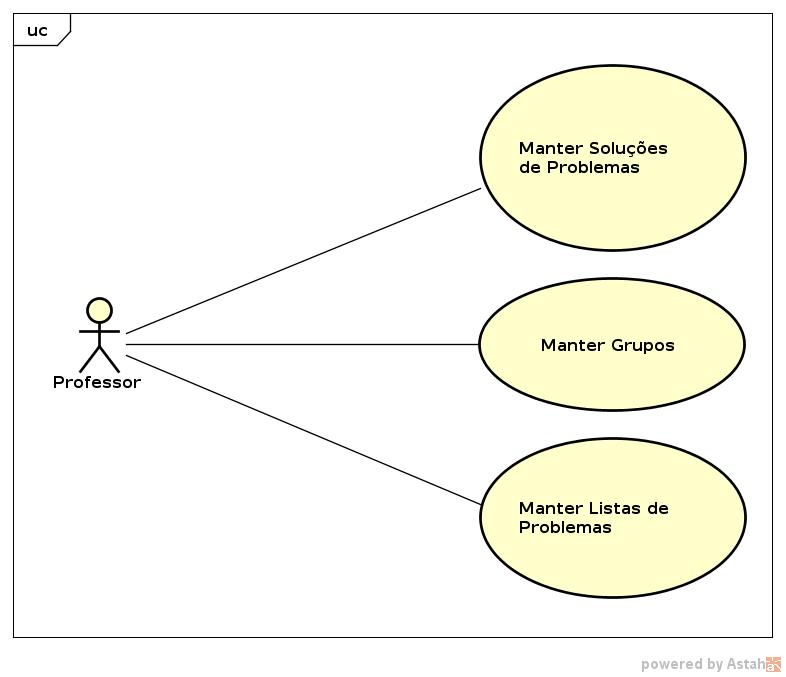 uc
Manter Soluções
de Problemas
Manter Grupos
Professor
Manter Listas de
Problemas
powered by Astah